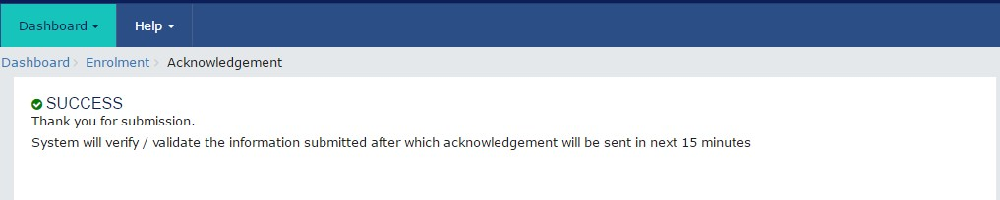 Dashboard Help
Dashboard Enrolment Acknowledgement
SUCCESS
Thank you for submission.
System will verify / validate the information submitted after which acknowledgement will be sent in next 15 minutes